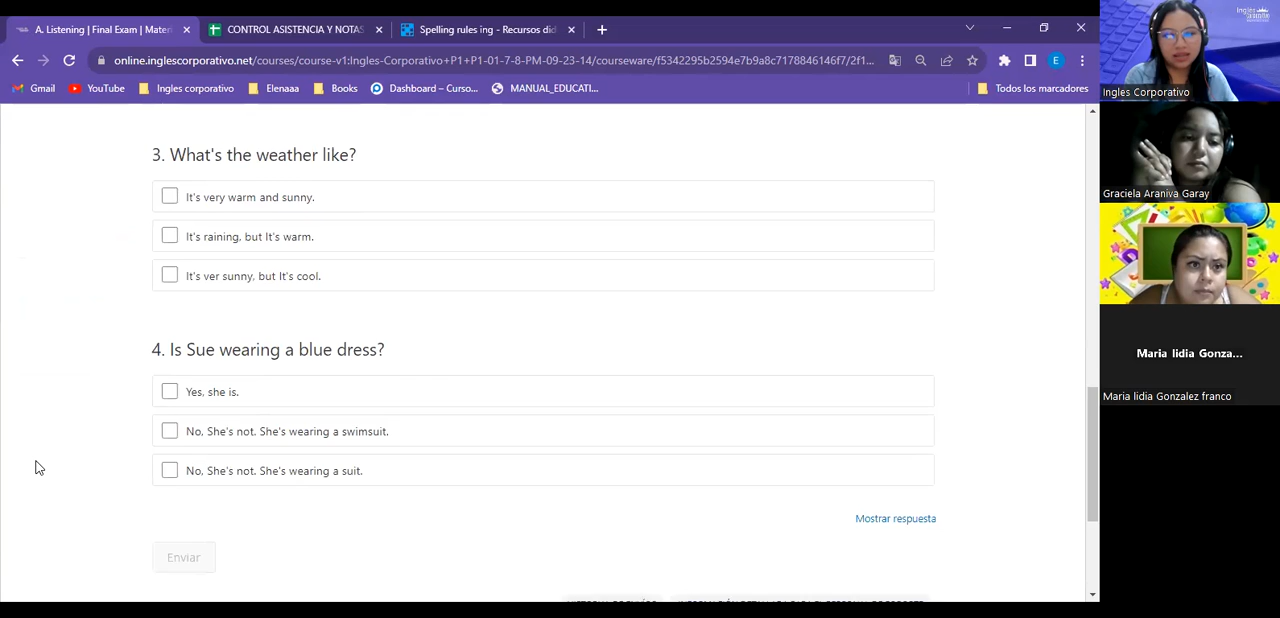 A. Listening | Final Exam | Mater
CONTROL ASISTENCIA Y NOTAS
Spelling rules ing - Recursos did
online.inglescorporativo.net/courses/course-v1:Ingles-Corporativo+P1+P1-01-7-8-PM-09-23-14/courseware/f5342295b2594e7b9a8c7178846146f7/2f1...
E
Gmail
YouTube
Ingles corporativo
Elenaaa
Books
Dashboard – Curso...
MANUAL_EDUCATI...
Todos los marcadores
3. What's the weather like?
It's very warm and sunny.
It's raining, but It's warm.
It's ver sunny, but It's cool.
4. Is Sue wearing a blue dress?
Yes, she is.
No, She's not. She's wearing a swimsuit.
No, She's not. She's wearing a suit.
Mostrar respuesta
Enviar
Ingles
Ingles Corporativo
Graciela Araniva Garay
Maria lidia Gonza...
Maria lidia Gonzalez franco